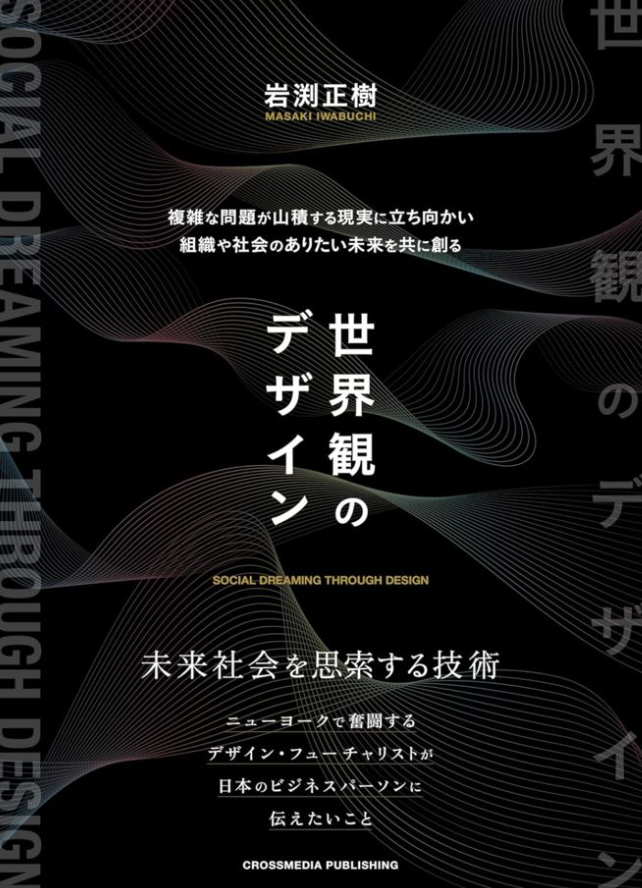 岩渕正樹
MASAKI IWABUCHI
複雑な問題が山積する現実に立ち向かい
組織や社会のありたい未来を共に創る
世界観の
デザイン
SOCIAL DREAMING THROUGH DESIGN
未来社会を思索する技術
ニューヨークで奮闘する
デザイン・フューチャリストが
日本のビジネスパーソンに
伝えたいこと
CROSSMEDIA PUBLISHING
SOCIAL DREAMING THROUGH DESIGN
世界観のデザイン